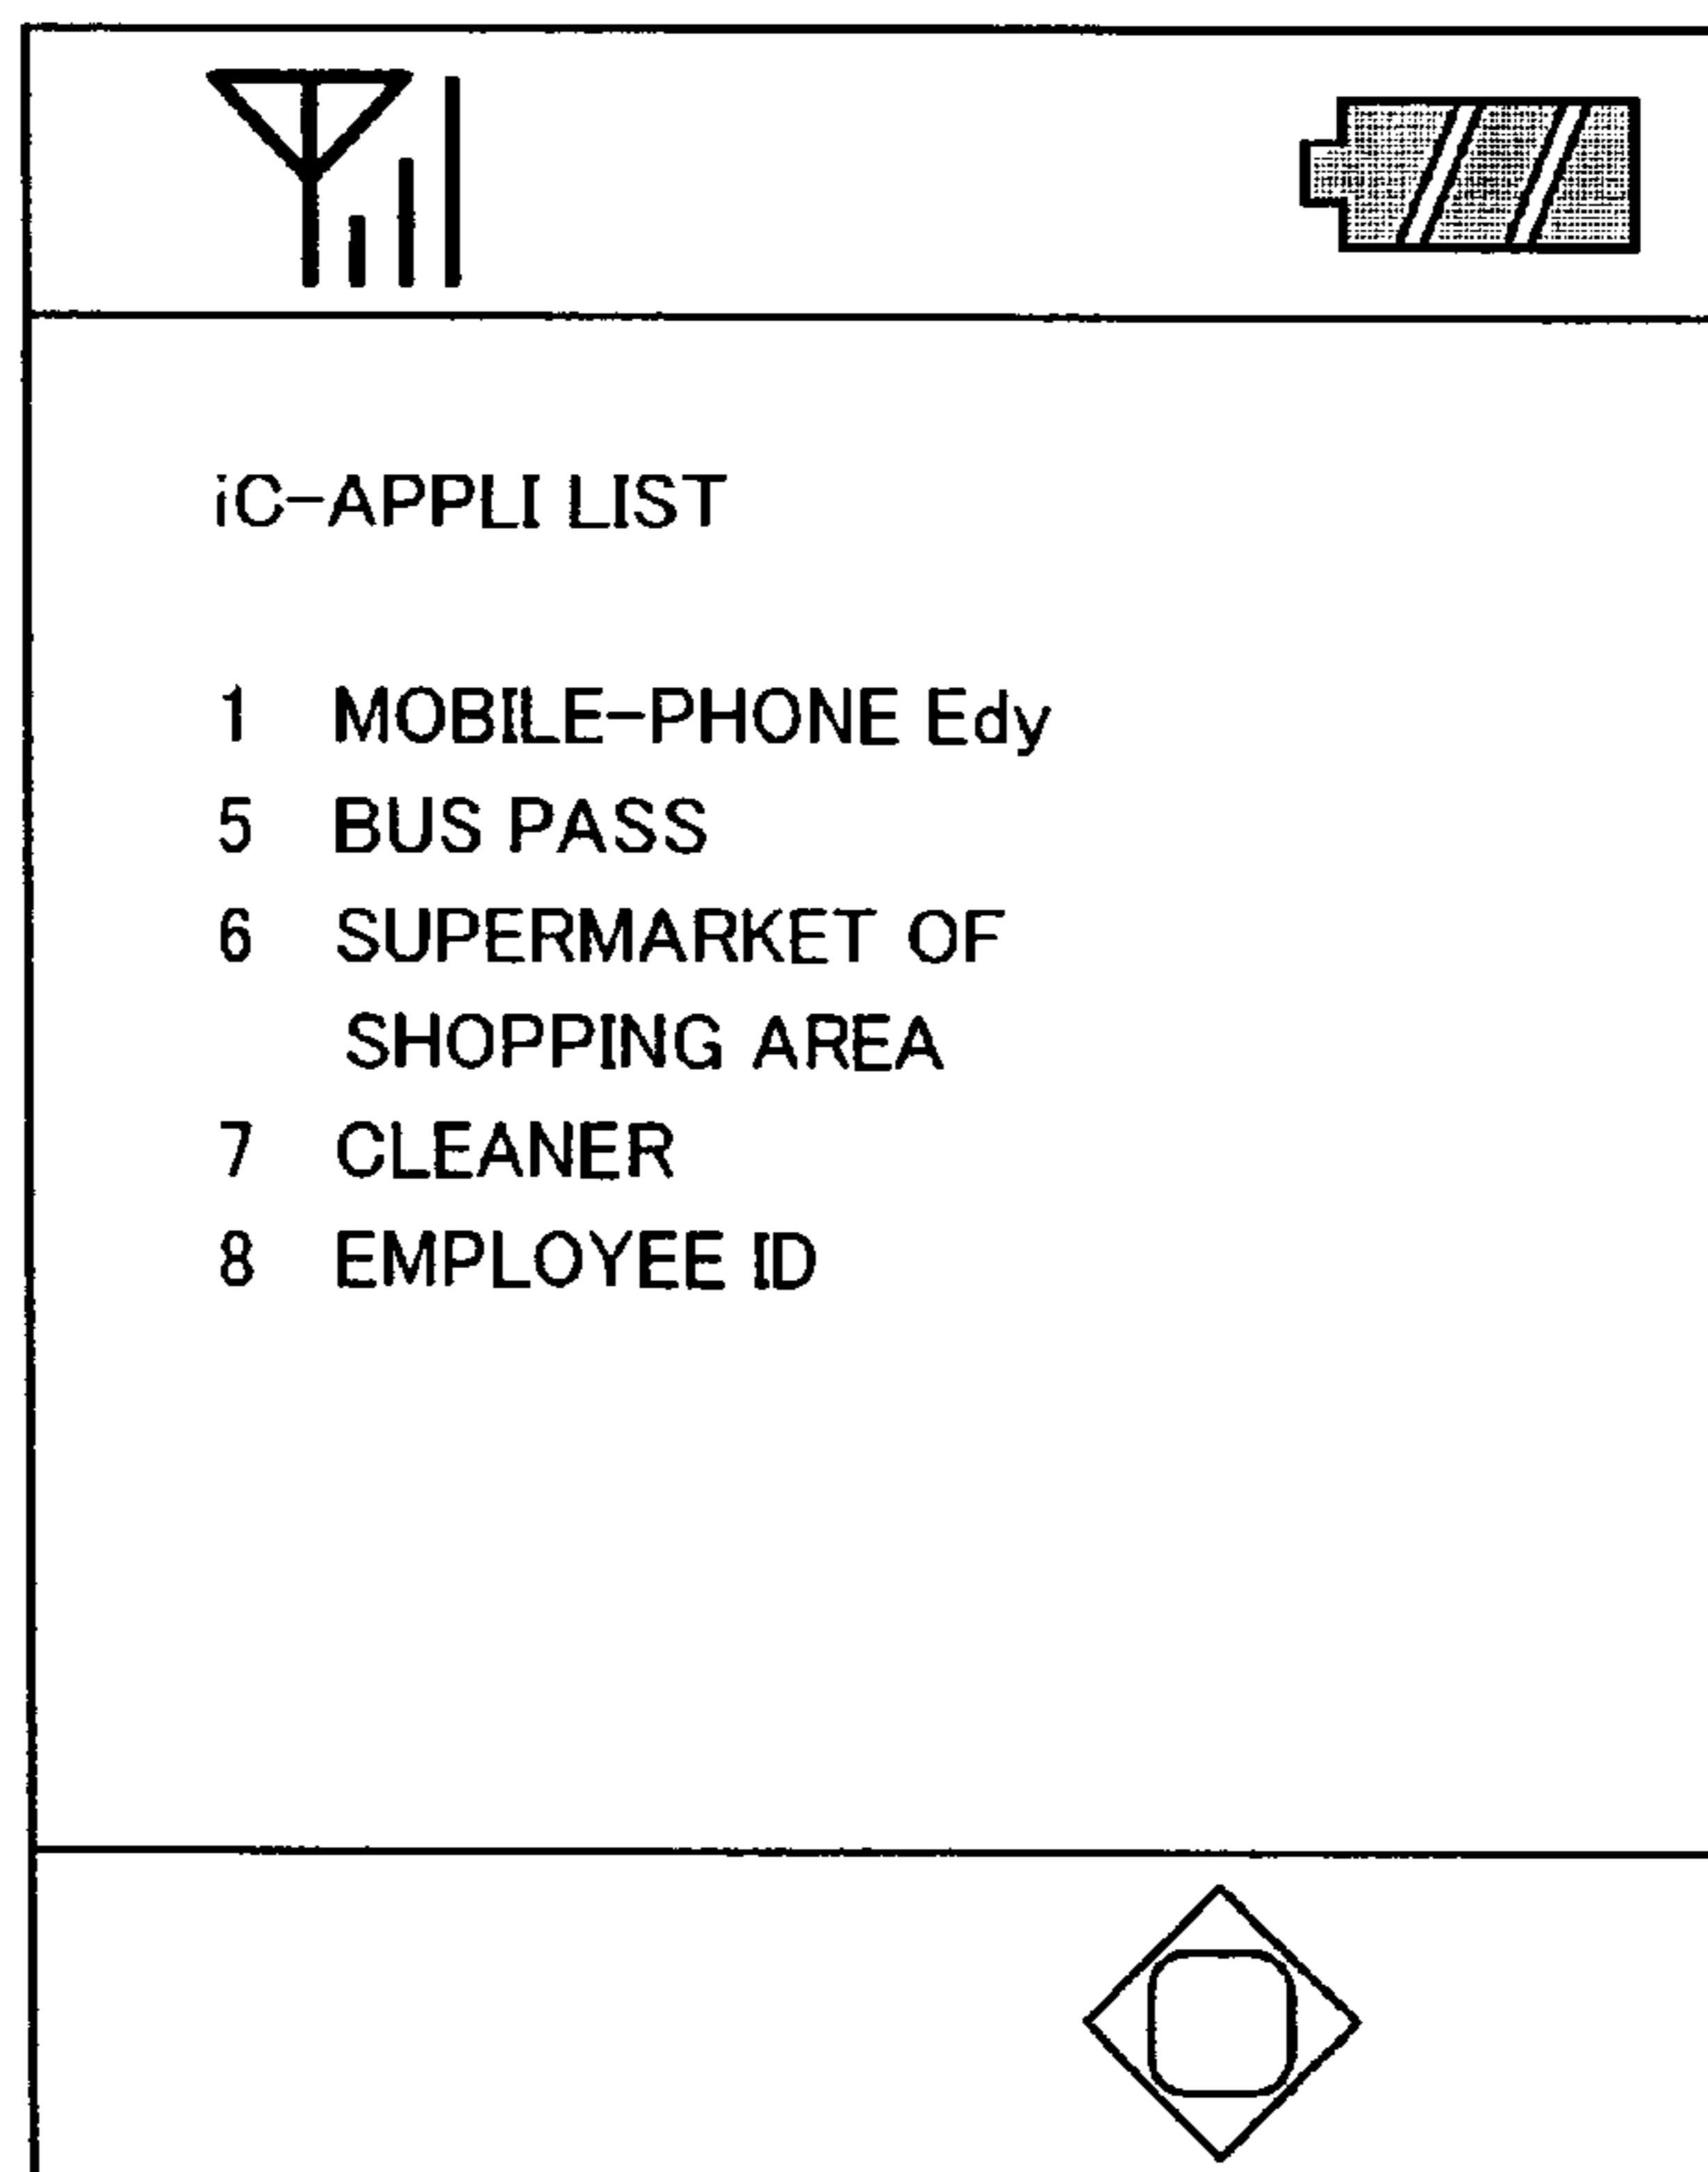 iC-APPLI LIST
1 MOBILE-PHONE Edy
5 BUS PASS
6 SUPERMARKET OF
SHOPPING AREA
7 CLEANER
8 EMPLOYEE ID